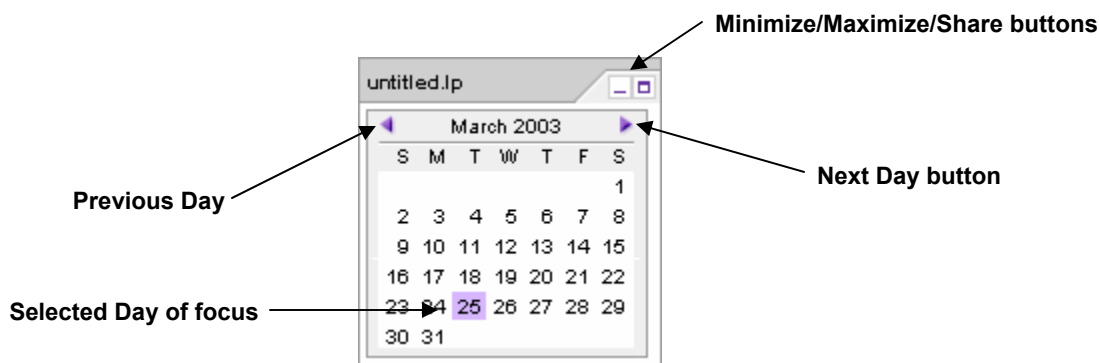 Minimize/Maximize/Share buttons
untitled.lp
March 2003
S M T W T F S
1
Next Day button
Previous Day
2 3 4 5 6 7 8
9 10 11 12 13 14 15
16 17 18 19 20 21 22
Selected Day of focus
23 24 25 26 27 28 29
30 31